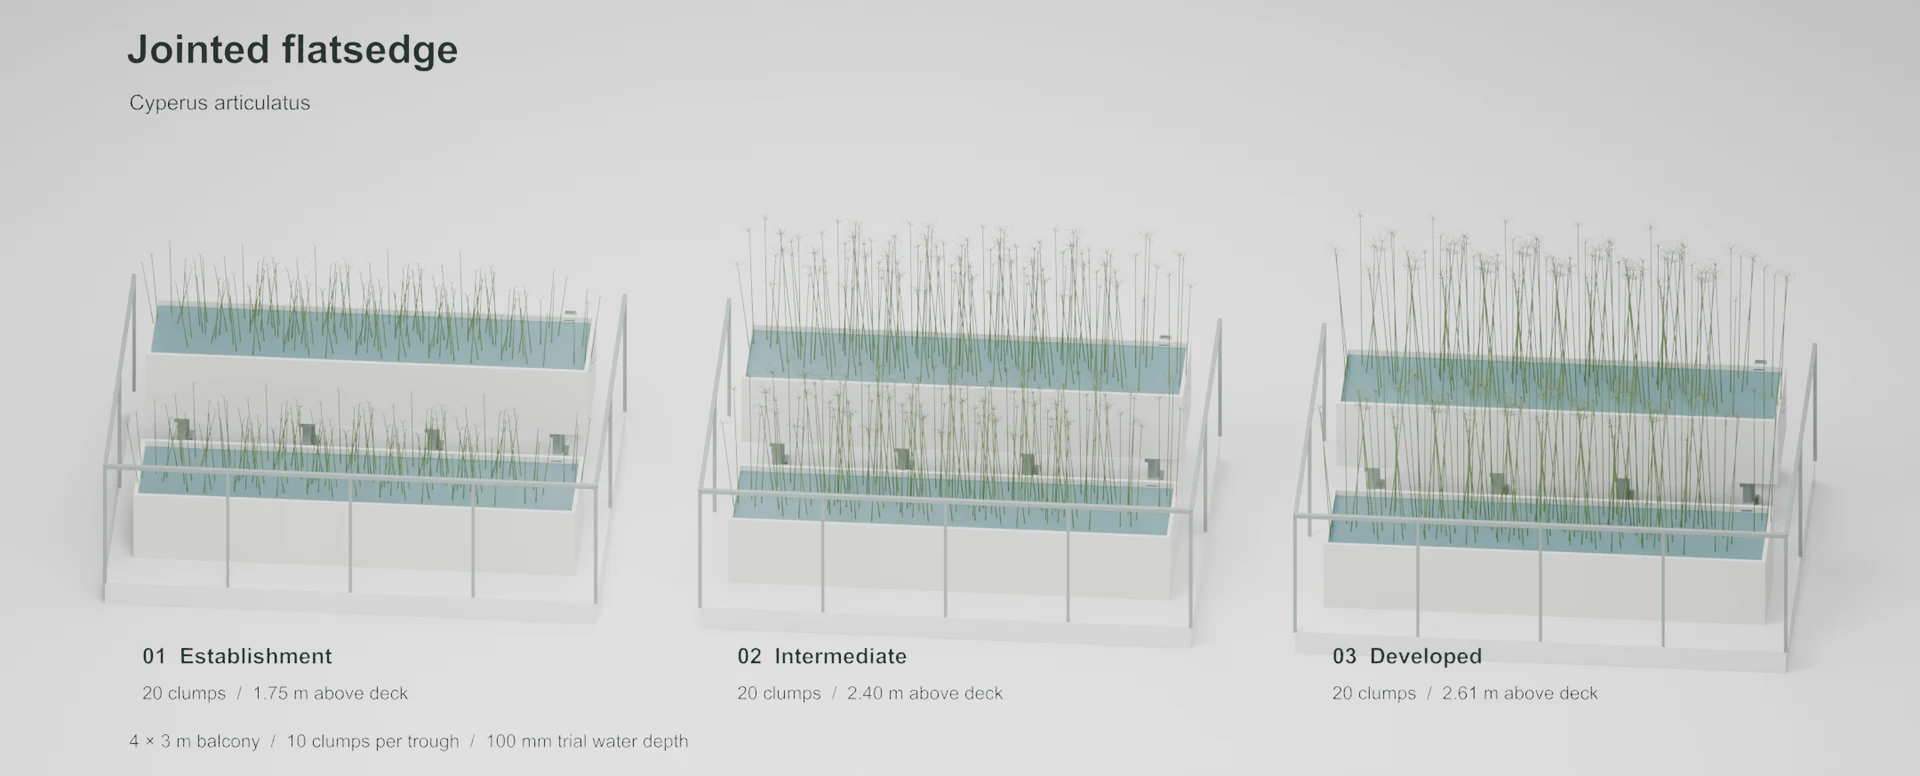 Jointed flatsedge
Cyperus articulatus
01 Establishment
20 clumps / 1.75 m above deck
02 Intermediate
20 clumps / 2.40 m above deck
03 Developed
20 clumps / 2.61 m above deck
4 × 3 m balcony / 10 clumps per trough / 100 mm trial water depth